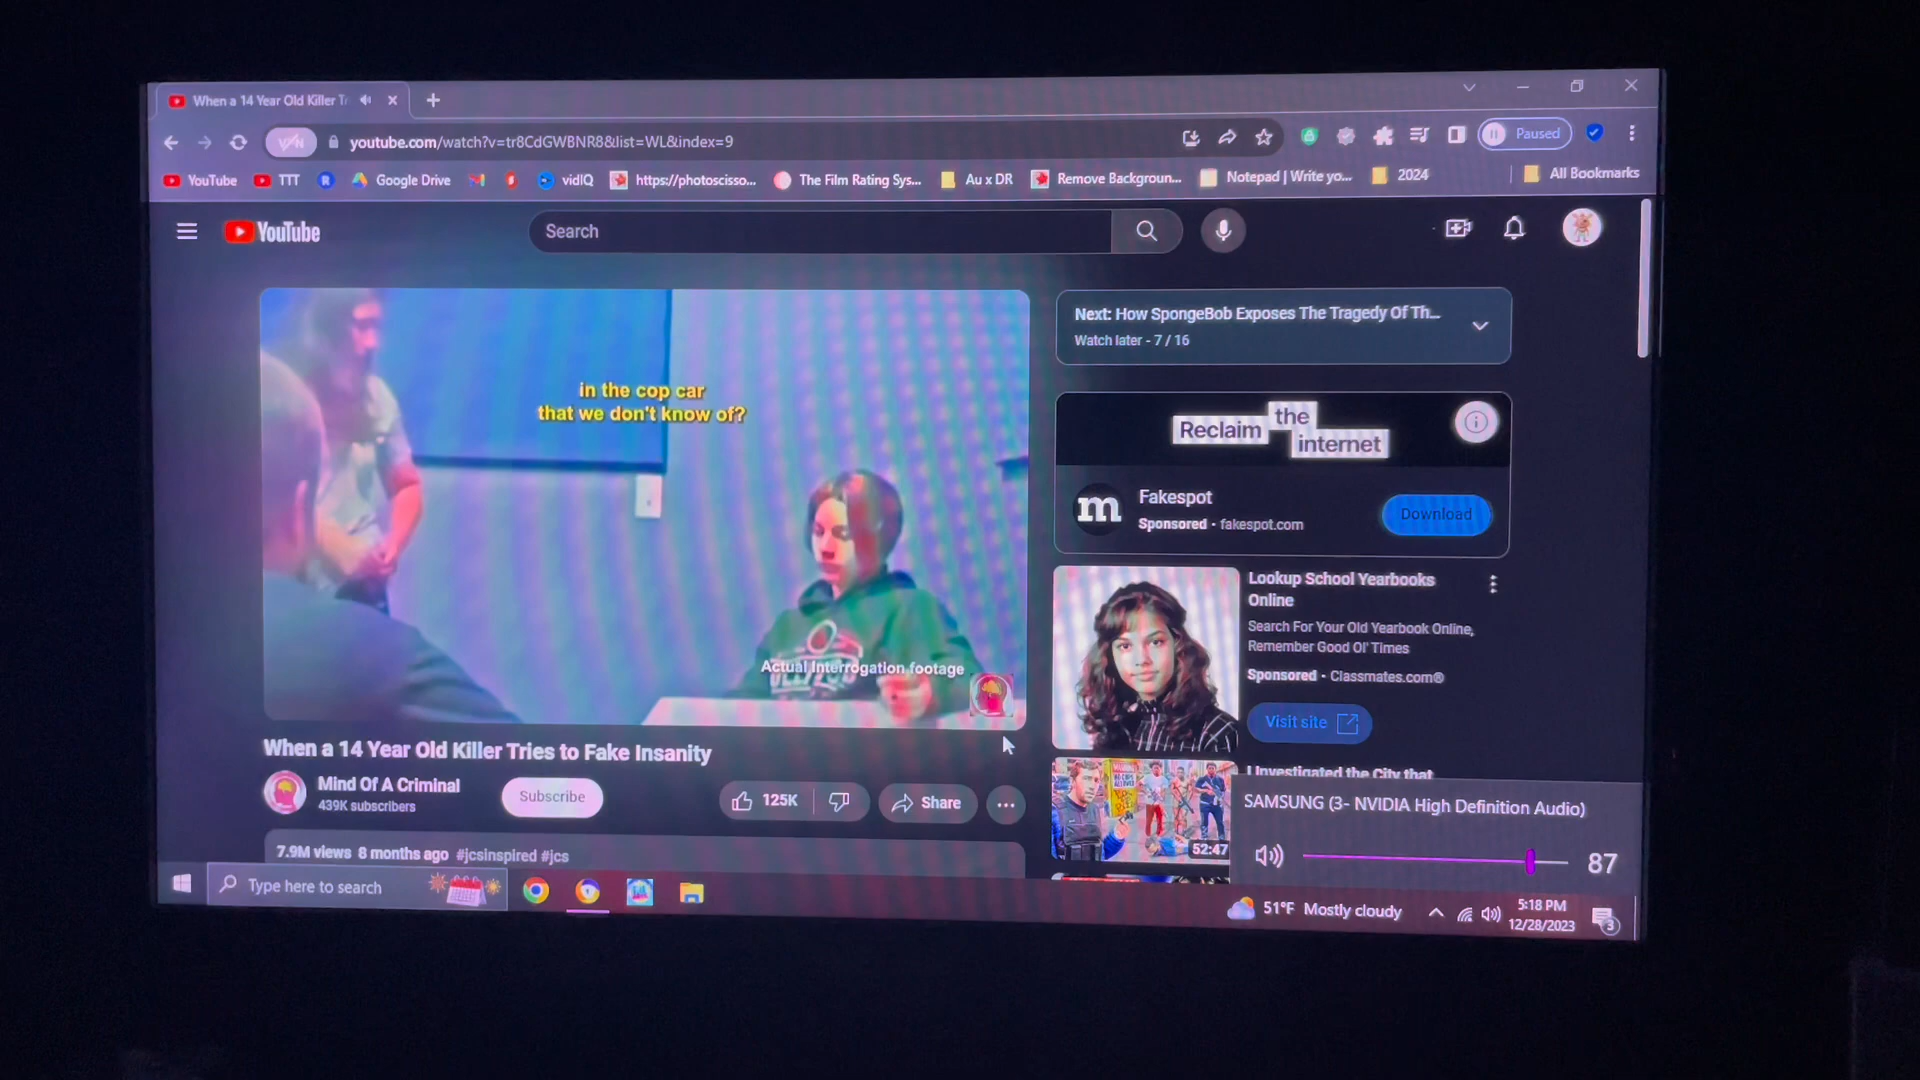 When a 14 Year Old Killer Tr
youtube.com/watch?v=tr8CdGWBNR8&list=WL&index=9
Paused
YouTube
TTT
R
Google Drive
vidIQ
https://photoscisso...
The Film Rating Sys...
Au x DR
Remove Backgroun...
Notepad | Write yo...
2024
All Bookmarks
YouTube
Search
in the cop car
that we don't know of?
Actual Interrogation footage
Next: How SpongeBob Exposes The Tragedy Of Th...
Watch later - 7 / 16
Reclaim the internet
m
Fakespot
Sponsored · fakespot.com
Download
Lookup School Yearbooks
Online
Search For Your Old Yearbook Online,
Remember Good Ol' Times
Sponsored · Classmates.com®
Visit site
I Investigated the City that
52:47
When a 14 Year Old Killer Tries to Fake Insanity
Mind Of A Criminal
439K subscribers
Subscribe
125K
Share
7.9M views 8 months ago #jcsinspired #jcs
SAMSUNG (3- NVIDIA High Definition Audio)
87
Type here to search
51°F Mostly cloudy
5:18 PM
12/28/2023
3